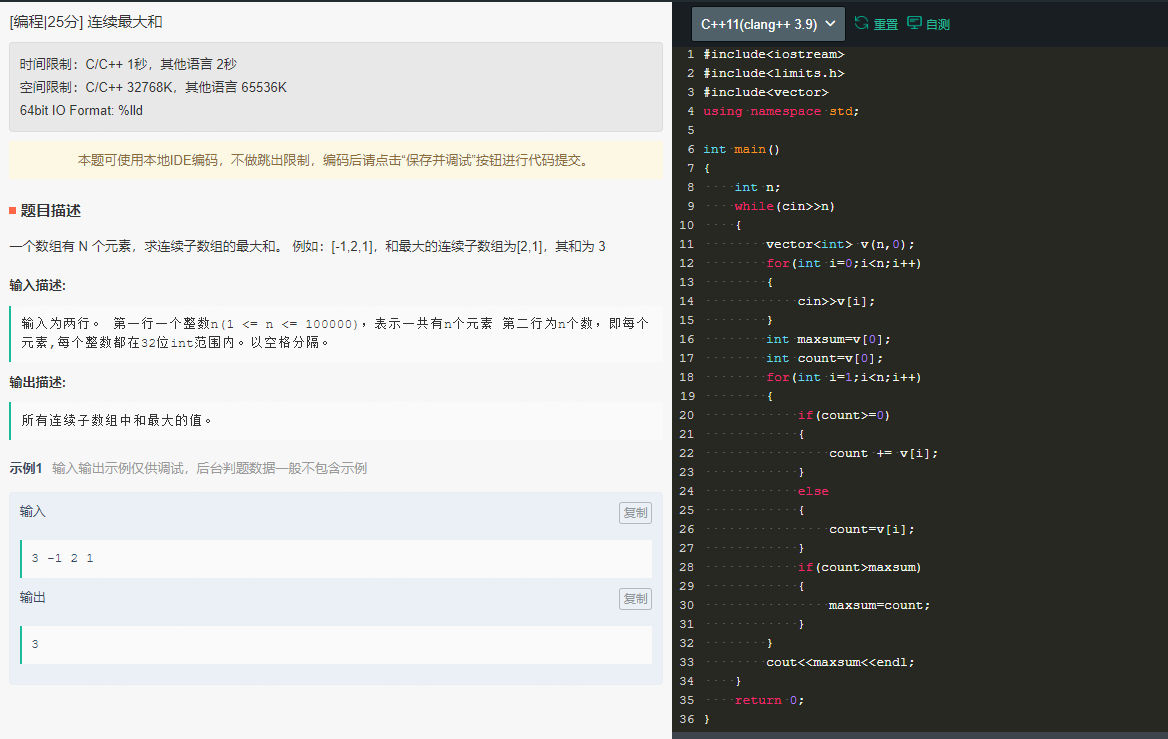 [编程|25分] 连续最大和
时间限制：C/C++ 1秒，其他语言 2秒
空间限制：C/C++ 32768K，其他语言 65536K
64bit IO Format: %lld
本题可使用本地IDE编码，不做跳出限制，编码后请点击“保存并调试”按钮进行代码提交。
题目描述
一个数组有 N 个元素，求连续子数组的最大和。 例如：[-1,2,1]，和最大的连续子数组为[2,1]，其和为 3
输入描述:
输入为两行。 第一行一个整数n(1 <= n <= 100000)，表示一共有n个元素 第二行为n个数，即每个
元素,每个整数都在32位int范围内。以空格分隔。
输出描述:
所有连续子数组中和最大的值。
示例1 输入输出示例仅供调试，后台判题数据一般不包含示例
输入 复制
3 -1 2 1
输出 复制
3
C++11(clang++ 3.9) 重置 自测
1 #include<iostream>
2 #include<limits.h>
3 #include<vector>
4 using namespace std;
5
6 int main()
7 {
8     int n;
9     while(cin>>n)
10     {
11         vector<int> v(n,0);
12         for(int i=0;i<n;i++)
13         {
14             cin>>v[i];
15         }
16         int maxsum=v[0];
17         int count=v[0];
18         for(int i=1;i<n;i++)
19         {
20             if(count>=0)
21             {
22                 count += v[i];
23             }
24             else
25             {
26                 count=v[i];
27             }
28             if(count>maxsum)
29             {
30                 maxsum=count;
31             }
32         }
33         cout<<maxsum<<endl;
34     }
35     return 0;
36 }